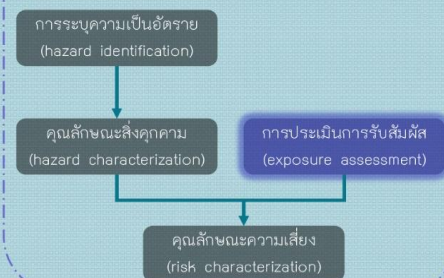 การระบุความเป็นอัตราย
(hazard identification)
คุณลักษณะสิ่งคุกคาม
(hazard characterization)
การประเมินการรับสัมผัส
(exposure assessment)
คุณลักษณะความเสี่ยง
(risk characterization)